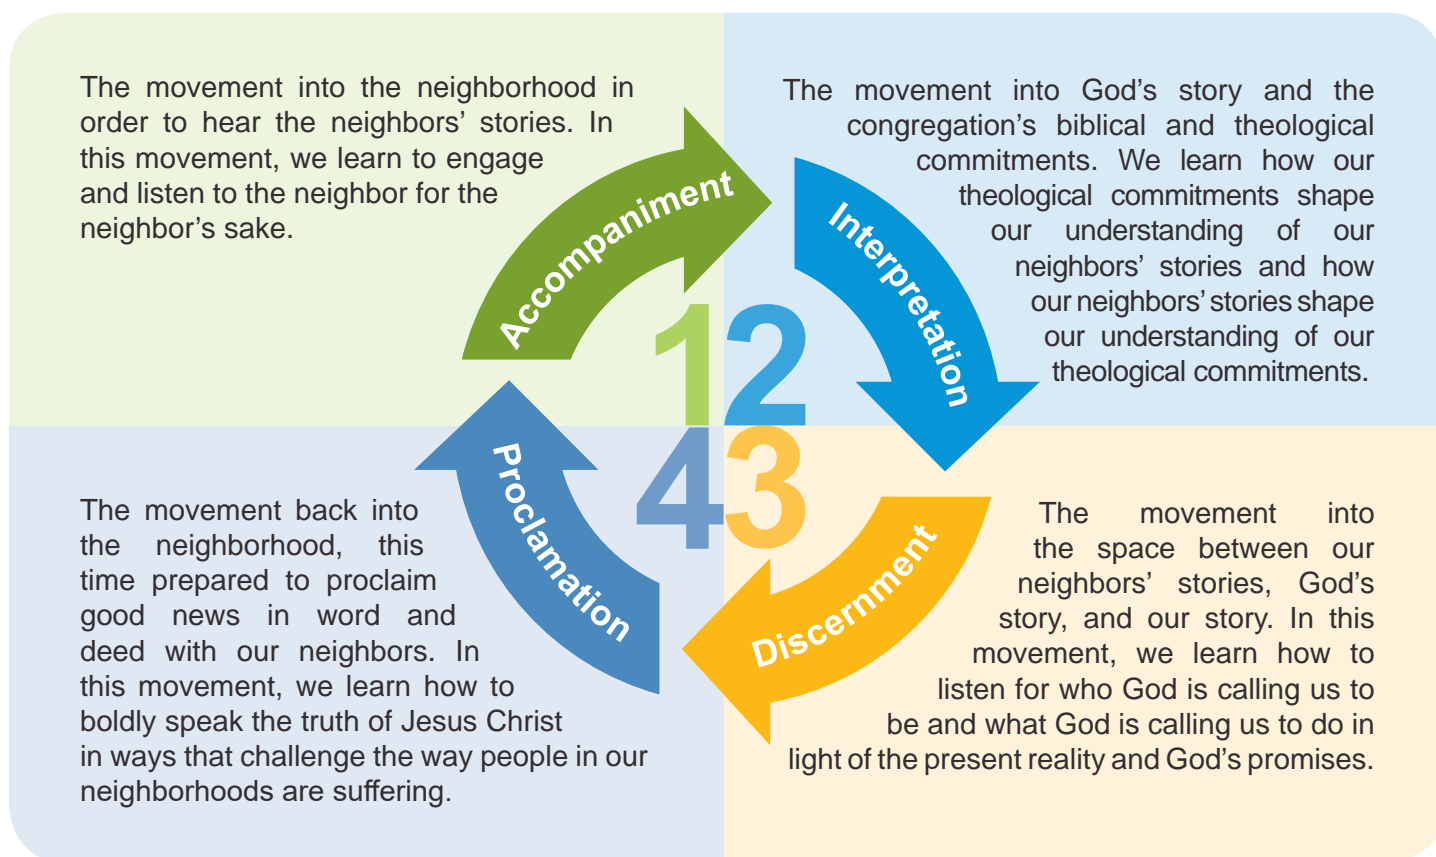 The movement into the neighborhood in
order to hear the neighbors’ stories. In
this movement, we learn to engage
and listen to the neighbor for the
neighbor’s sake.
Accompaniment
1
The movement into God’s story and the
congregation’s biblical and theological
commitments. We learn how our
theological commitments shape
our understanding of our
neighbors’ stories and how
our neighbors’ stories shape
our understanding of our
theological commitments.
Interpretation
2
The movement into
the space between our
neighbors’ stories, God’s
story, and our story. In this
movement, we learn how to
listen for who God is calling us to
be and what God is calling us to do in
light of the present reality and God’s promises.
Discernment
3
The movement back into
the neighborhood, this
time prepared to proclaim
good news in word and
deed with our neighbors. In
this movement, we learn how to
boldly speak the truth of Jesus Christ
in ways that challenge the way people in our
neighborhoods are suffering.
Proclamation
4